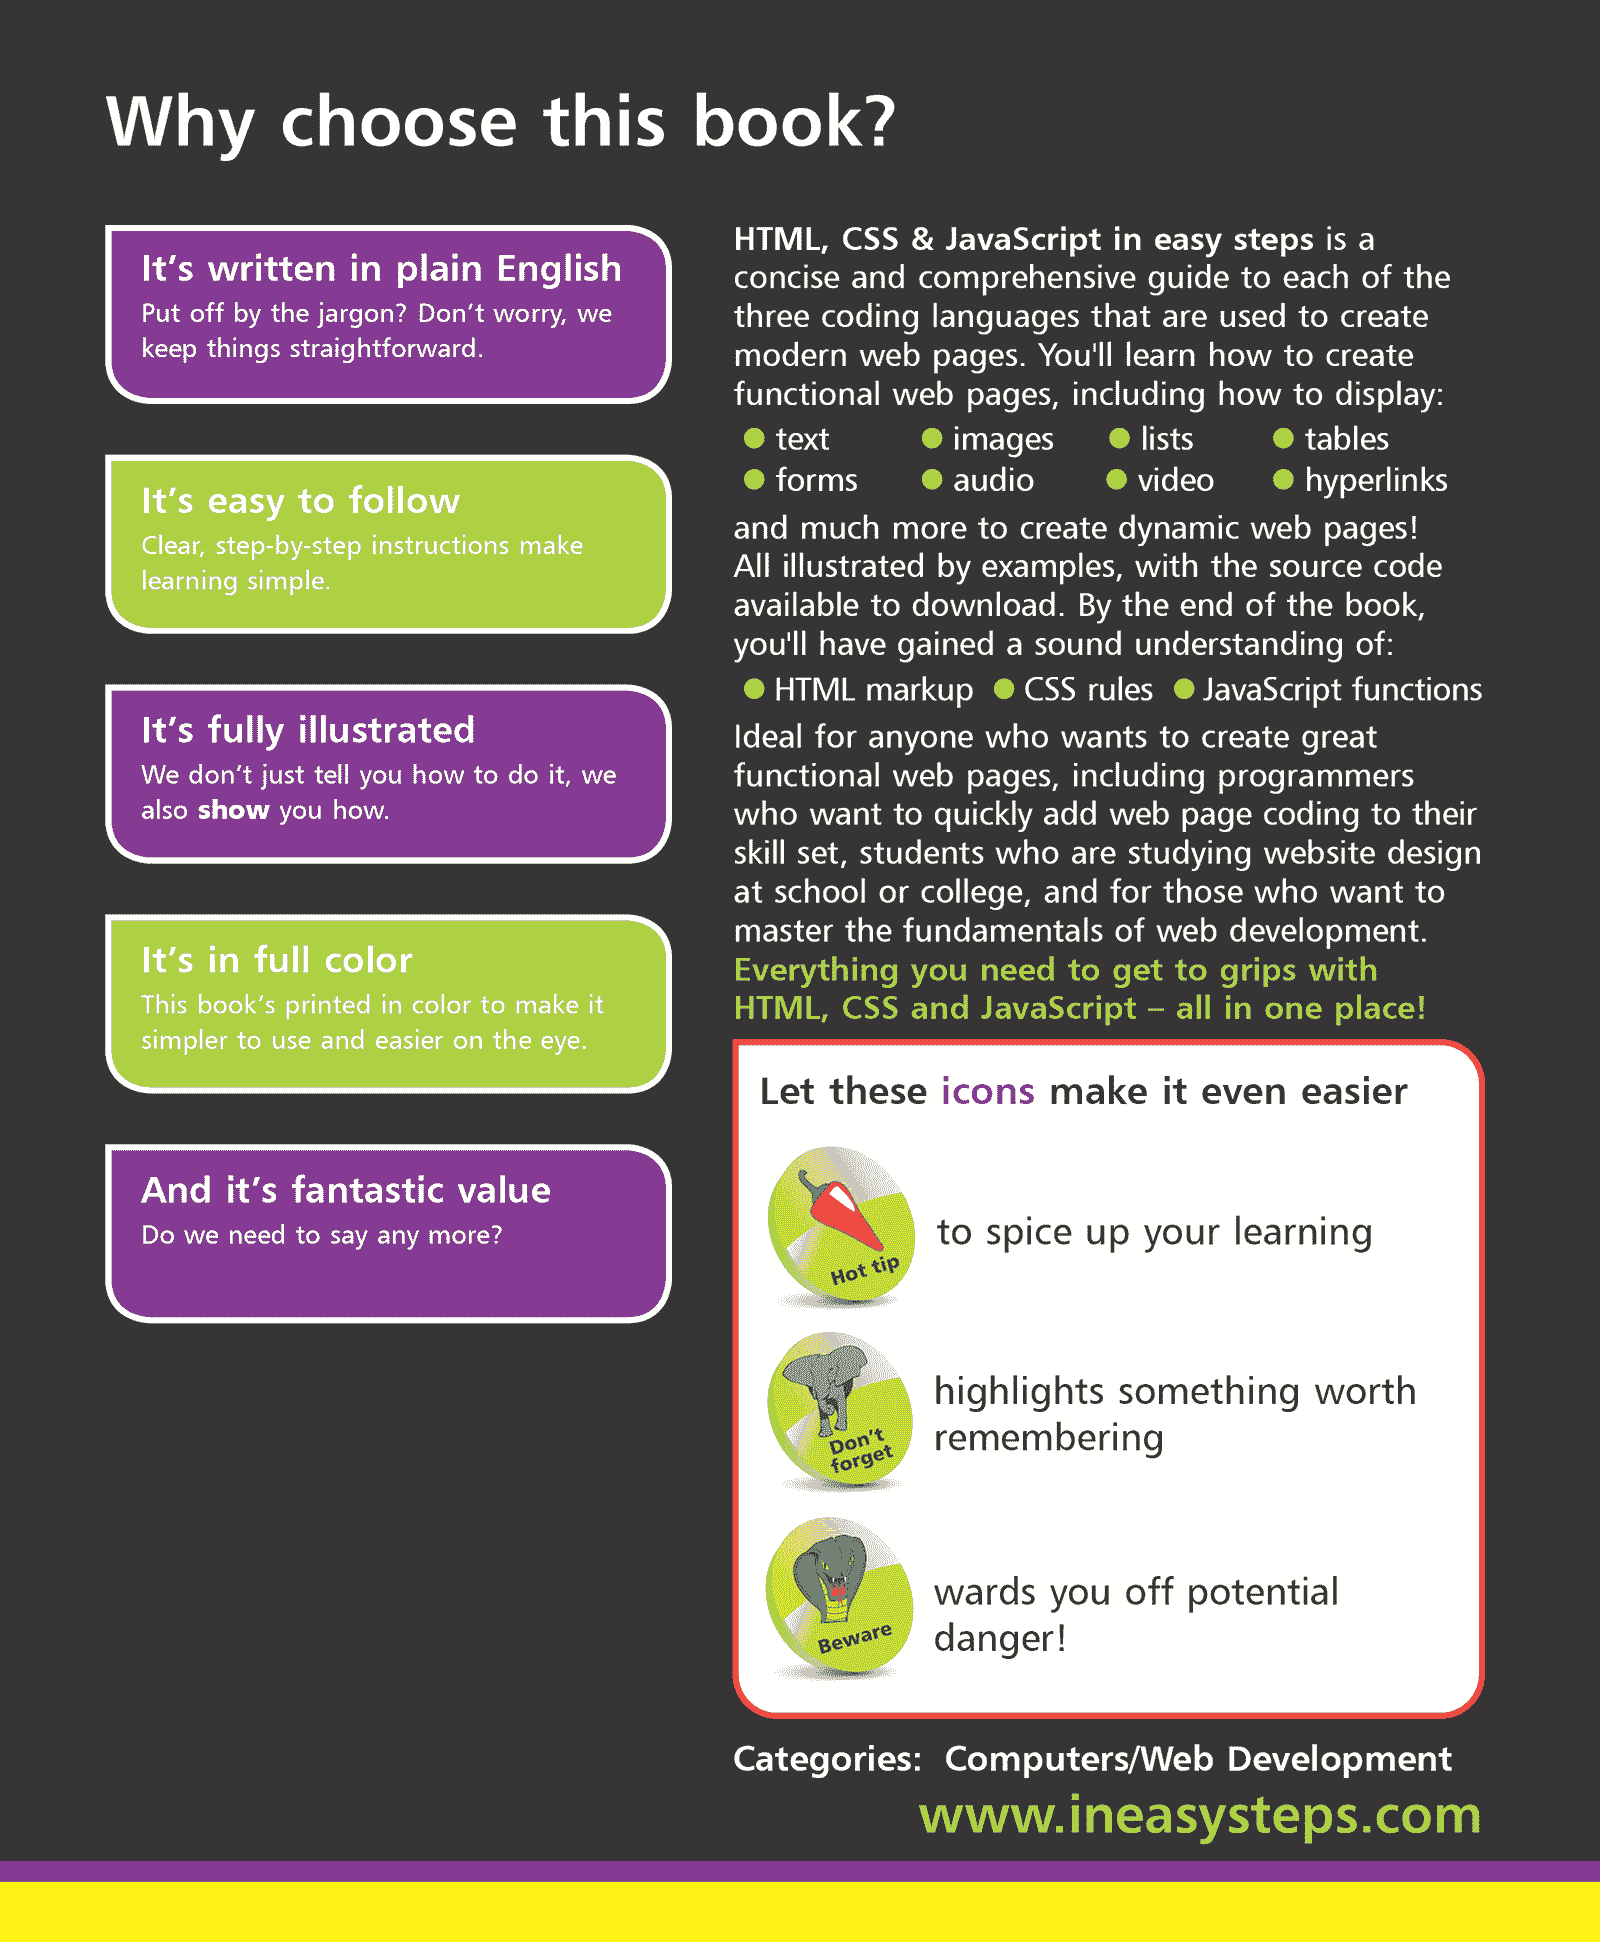 Why choose this book?
It's written in plain English
Put off by the jargon? Don't worry, we
keep things straightforward.
It's easy to follow
Clear, step-by-step instructions make
learning simple.
It's fully illustrated
We don't just tell you how to do it, we
also show you how.
It's in full color
This book's printed in color to make it
simpler to use and easier on the eye.
And it's fantastic value
Do we need to say any more?
HTML, CSS & JavaScript in easy steps is a
concise and comprehensive guide to each of the
three coding languages that are used to create
modern web pages. You'll learn how to create
functional web pages, including how to display:
● text ● images ● lists ● tables
● forms ● audio ● video ● hyperlinks
and much more to create dynamic web pages!
All illustrated by examples, with the source code
available to download. By the end of the book,
you'll have gained a sound understanding of:
● HTML markup ● CSS rules ● JavaScript functions
Ideal for anyone who wants to create great
functional web pages, including programmers
who want to quickly add web page coding to their
skill set, students who are studying website design
at school or college, and for those who want to
master the fundamentals of web development.
Everything you need to get to grips with
HTML, CSS and JavaScript – all in one place!
Let these icons make it even easier
Hot tip
to spice up your learning
Don't
forget
highlights something worth
remembering
Beware
wards you off potential
danger!
Categories: Computers/Web Development
www.ineasysteps.com